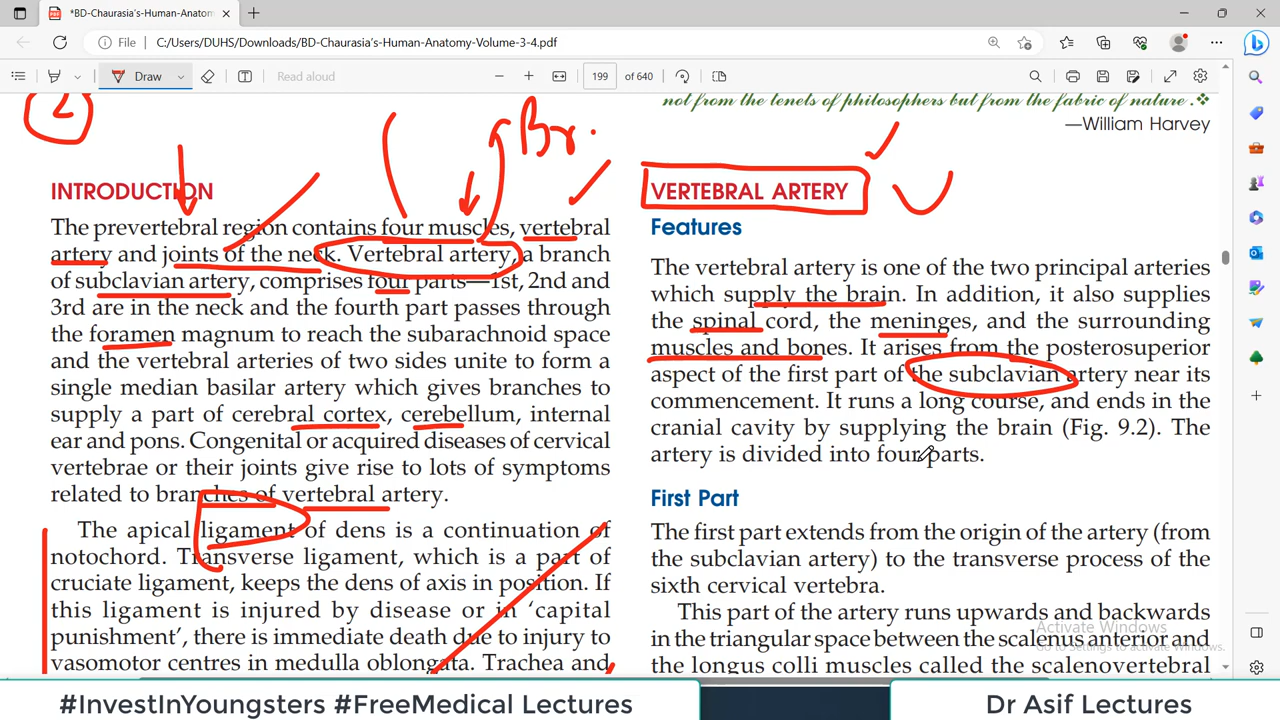 *BD-Chaurasia's-Human-Anatom
File
C:/Users/DUHS/Downloads/BD-Chaurasia's-Human-Anatomy-Volume-3-4.pdf
Draw
Read aloud
199 of 640
2
Br.
INTRODUCTION
The prevertebral region contains four muscles, vertebral
artery and joints of the neck. Vertebral artery, a branch
of subclavian artery, comprises four parts—1st, 2nd and
3rd are in the neck and the fourth part passes through
the foramen magnum to reach the subarachnoid space
and the vertebral arteries of two sides unite to form a
single median basilar artery which gives branches to
supply a part of cerebral cortex, cerebellum, internal
ear and pons. Congenital or acquired diseases of cervical
vertebrae or their joints give rise to lots of symptoms
related to branches of vertebral artery.
The apical ligament of dens is a continuation of
notochord. Transverse ligament, which is a part of
cruciate ligament, keeps the dens of axis in position. If
this ligament is injured by disease or in 'capital
punishment', there is immediate death due to injury to
vasomotor centres in medulla oblongata. Trachea and
not from the tenets of philosophers but from the fabric of nature.
—William Harvey
VERTEBRAL ARTERY
Features
The vertebral artery is one of the two principal arteries
which supply the brain. In addition, it also supplies
the spinal cord, the meninges, and the surrounding
muscles and bones. It arises from the posterosuperior
aspect of the first part of the subclavian artery near its
commencement. It runs a long course, and ends in the
cranial cavity by supplying the brain (Fig. 9.2). The
artery is divided into four parts.
First Part
The first part extends from the origin of the artery (from
the subclavian artery) to the transverse process of the
sixth cervical vertebra.
This part of the artery runs upwards and backwards
in the triangular space between the scalenus anterior and
the longus colli muscles called the scalenovertebral
Activate Windows
Go to Settings to activate Windows.
#InvestInYoungsters #FreeMedical Lectures
Dr Asif Lectures